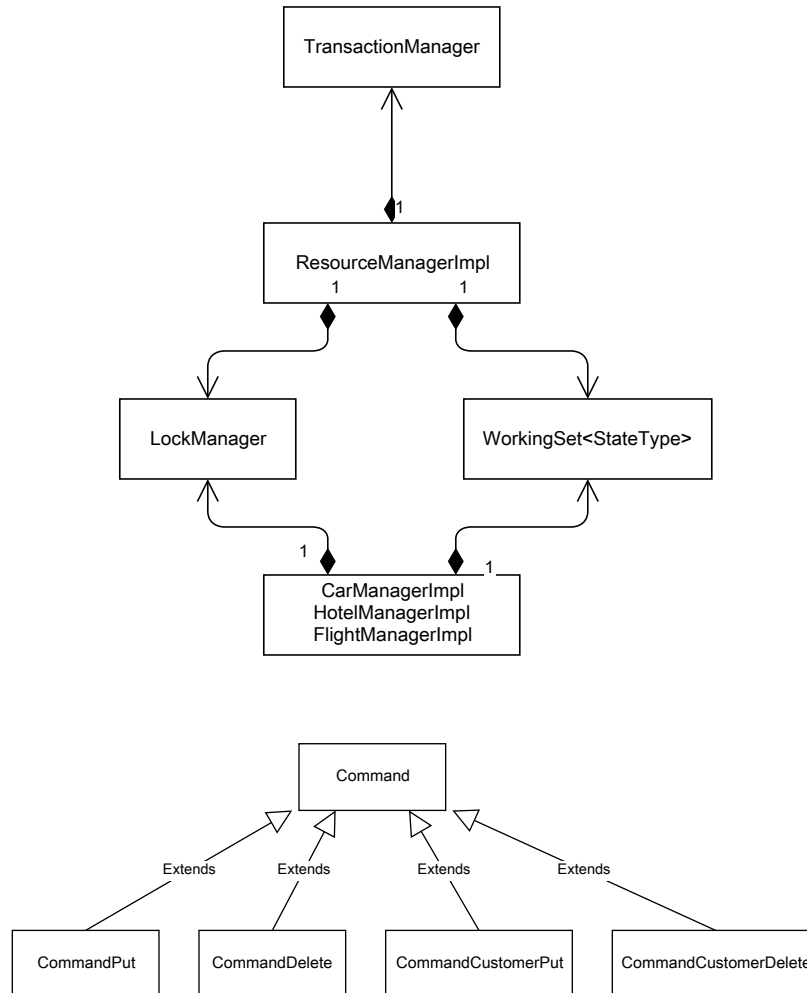 TransactionManager
1
ResourceManagerImpl
1 1
LockManager WorkingSet<StateType>
1 1
CarManagerImpl
HotelManagerImpl
FlightManagerImpl
Command
Extends Extends Extends Extends
CommandPut CommandDelete CommandCustomerPut CommandCustomerDelete